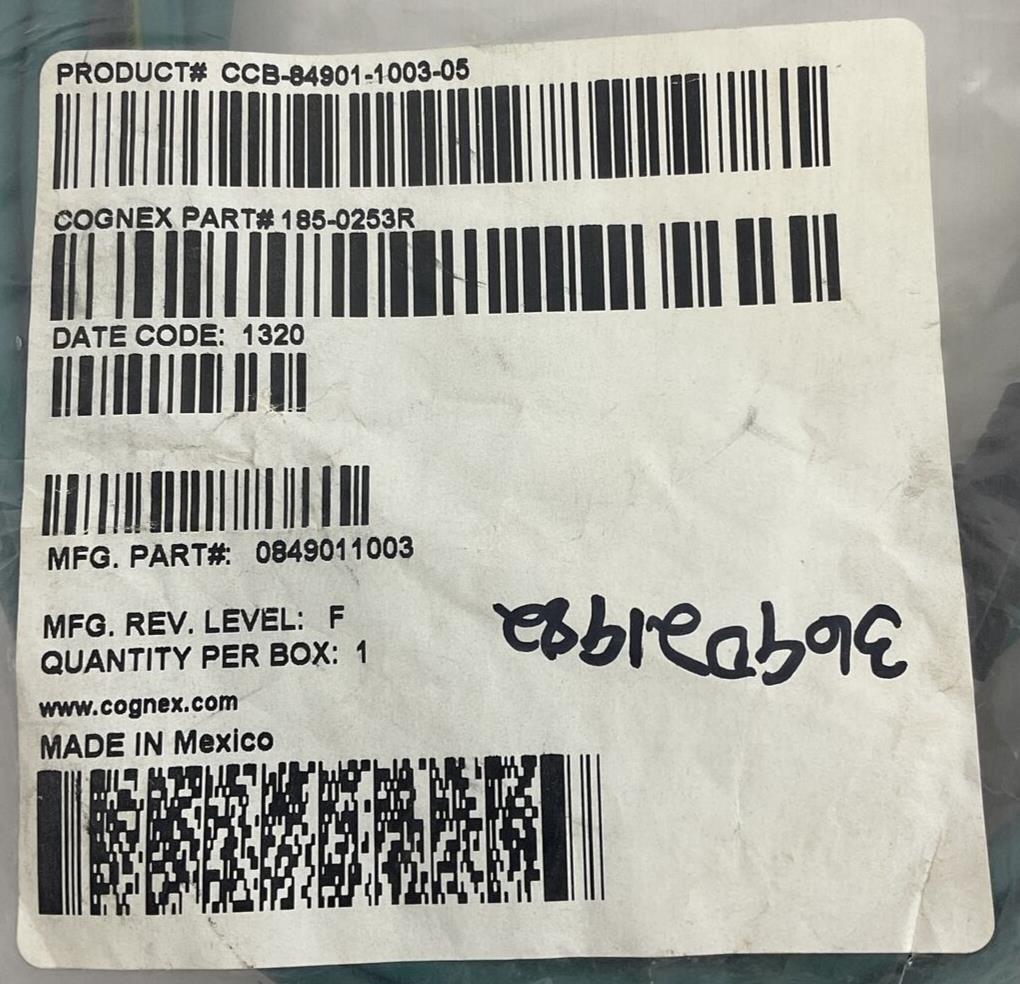 PRODUCT# CCB-84901-1003-05
COGNEX PART# 185-0253R
DATE CODE: 1320
MFG. PART#: 0849011003
MFG. REV. LEVEL: F
QUANTITY PER BOX: 1
www.cognex.com
MADE IN Mexico